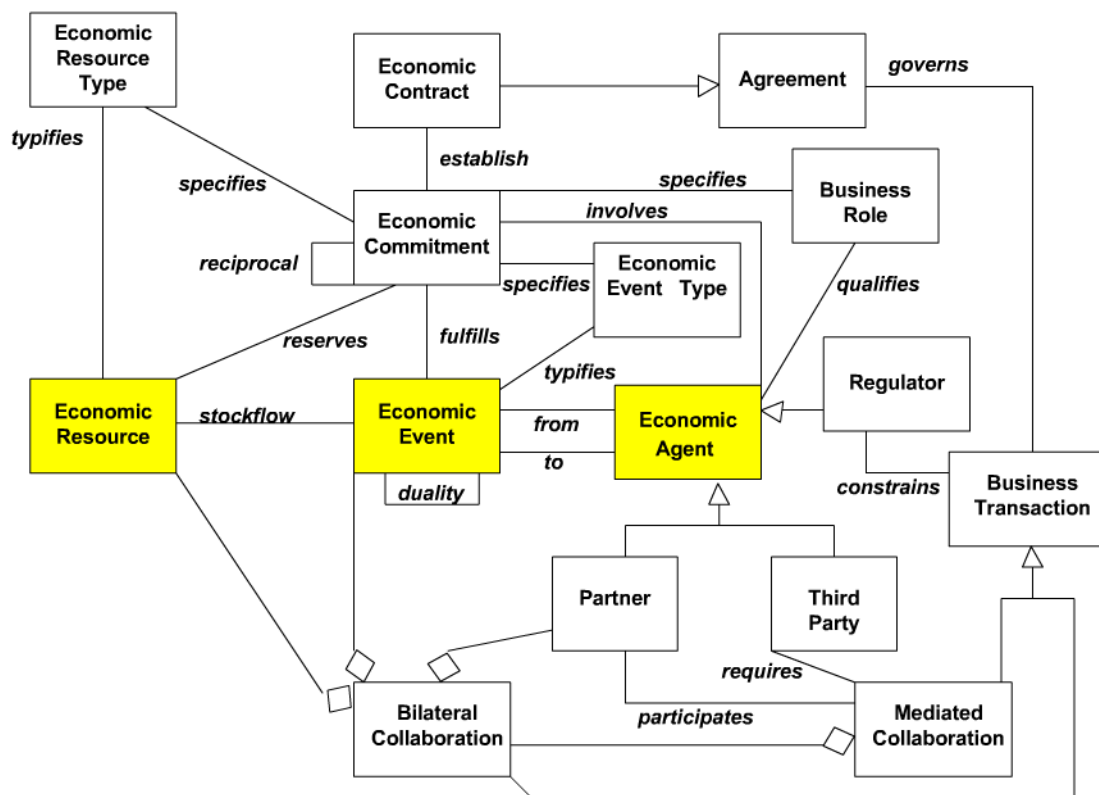 Economic
Resource
Type
Economic
Contract
Agreement
governs
typifies
establish
specifies
specifies
Business
Role
involves
Economic
Commitment
reciprocal
Economic
Event Type
specifies
qualifies
reserves
fulfills
typifies
Regulator
Economic
Resource
stockflow
Economic
Event
from
to
Economic
Agent
duality
constrains
Business
Transaction
Partner
Third
Party
requires
participates
Bilateral
Collaboration
Mediated
Collaboration